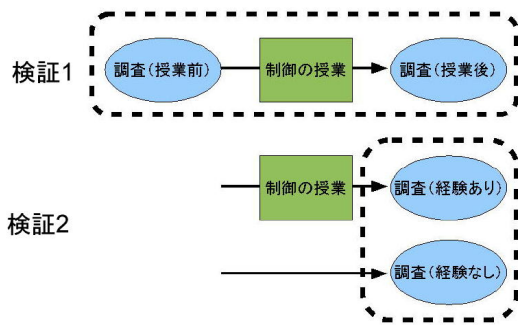 検証1
調査(授業前)
制御の授業
調査(授業後)
検証2
制御の授業
調査(経験あり)
調査(経験なし)